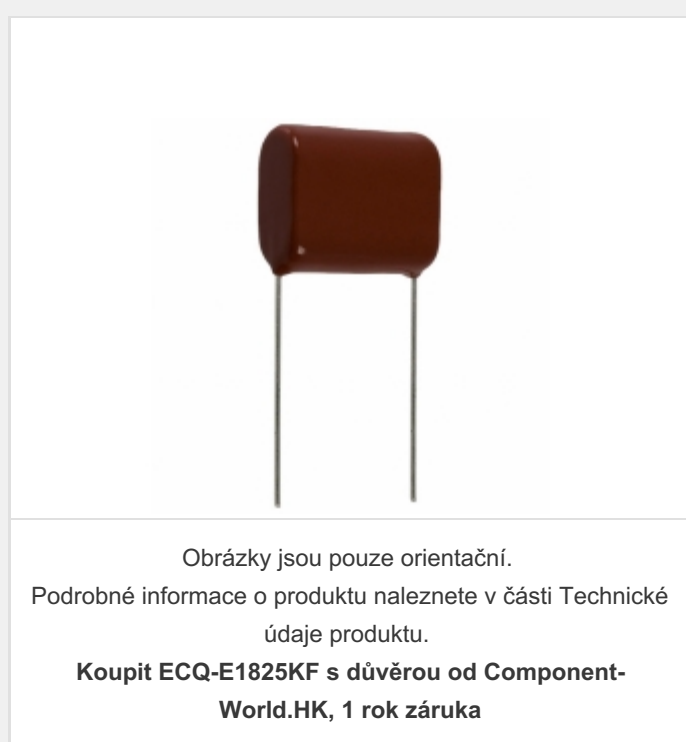 Obrázky jsou pouze orientační.
Podrobné informace o produktu naleznete v části Technické
údaje produktu.
Koupit ECQ-E1825KF s důvěrou od Component-
World.HK, 1 rok záruka